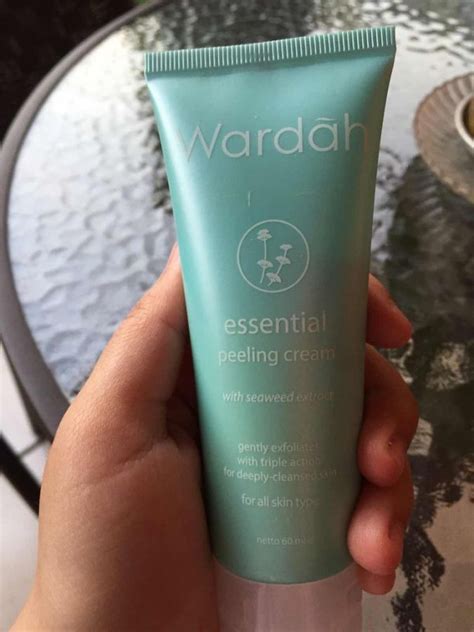 Wardāh
essential
peeling cream
with seaweed extract
gently exfoliates
with triple action
for deeply-cleansed skin
for all skin type
netto 60 ml